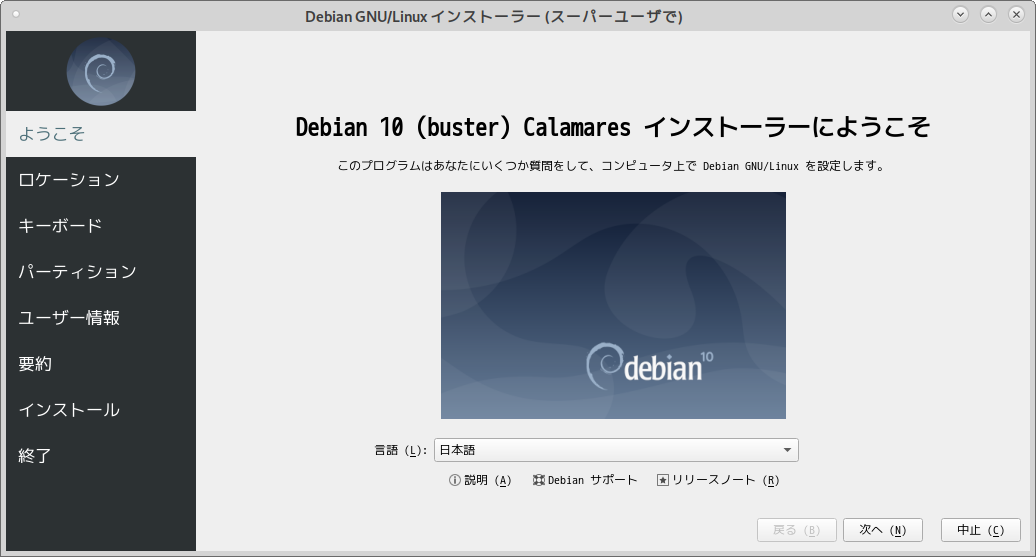 Debian GNU/Linux インストーラー (スーパーユーザで)
ようこそ
ロケーション
キーボード
パーティション
ユーザー情報
要約
インストール
終了
Debian 10 (buster) Calamares インストーラーにようこそ
このプログラムはあなたにいくつか質問をして、コンピュータ上で Debian GNU/Linux を設定します。
debian 10
言語 (L): 日本語
説明 (A) Debian サポート リリースノート (R)
戻る (B) 次へ (N) 中止 (C)